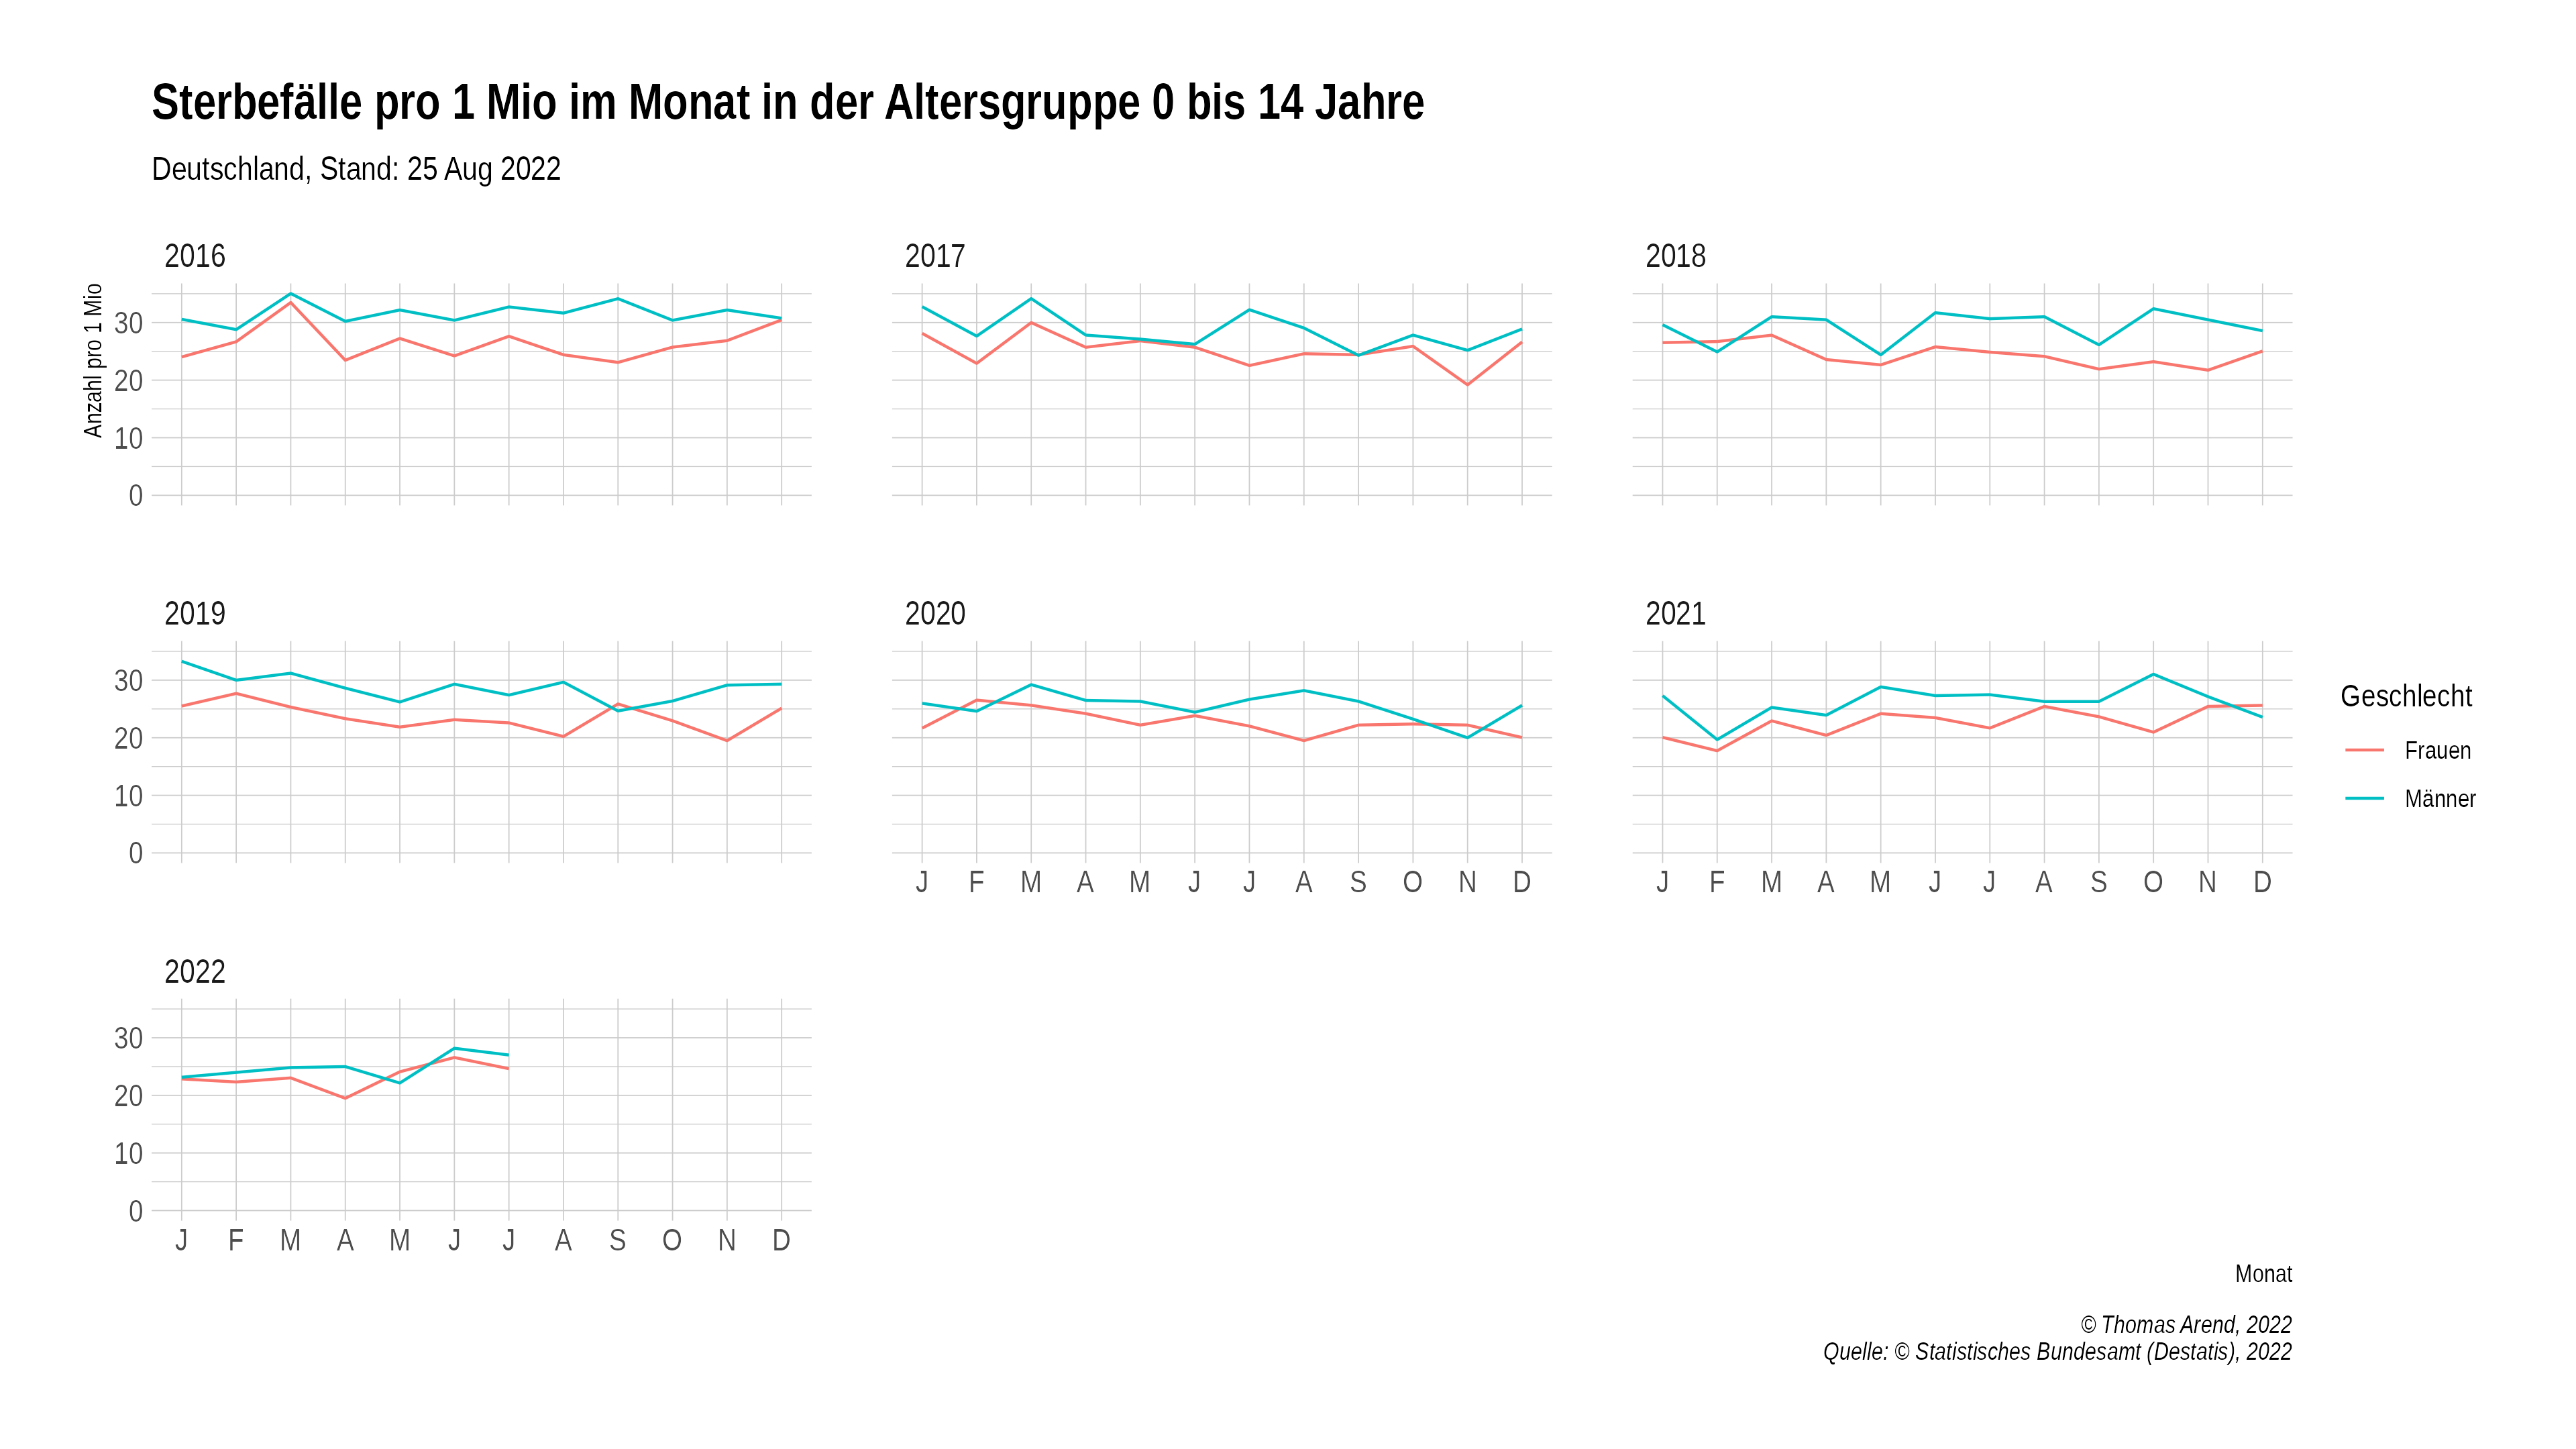 Sterbefälle pro 1 Mio im Monat in der Altersgruppe 0 bis 14 Jahre
Deutschland, Stand: 25 Aug 2022
2016
2017
2018
Anzahl pro 1 Mio
30
20
10
0
2019
2020
2021
30
20
10
0
J F M A M J J A S O N D
J F M A M J J A S O N D
Geschlecht
Frauen
Männer
2022
30
20
10
0
J F M A M J J A S O N D
Monat
© Thomas Arend, 2022
Quelle: © Statistisches Bundesamt (Destatis), 2022